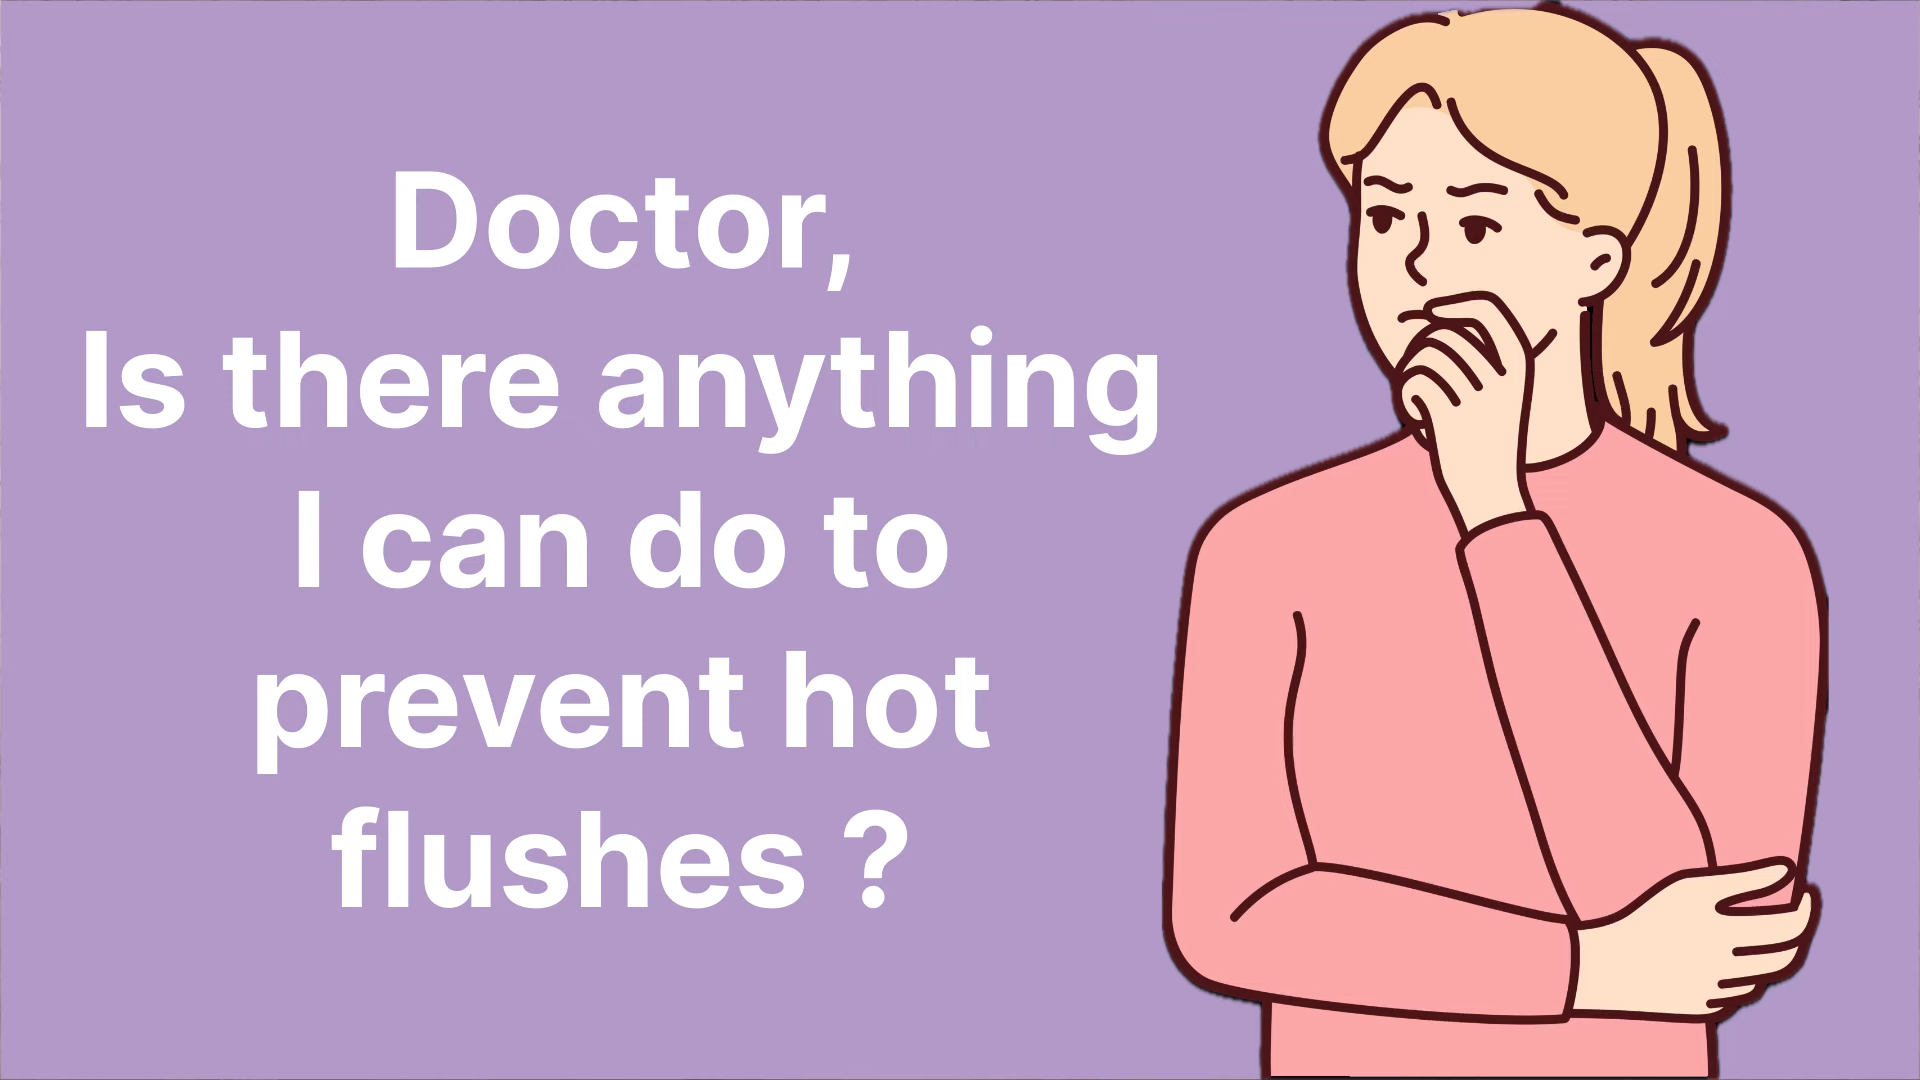 Doctor,
Is there anything
I can do to
prevent hot
flushes ?